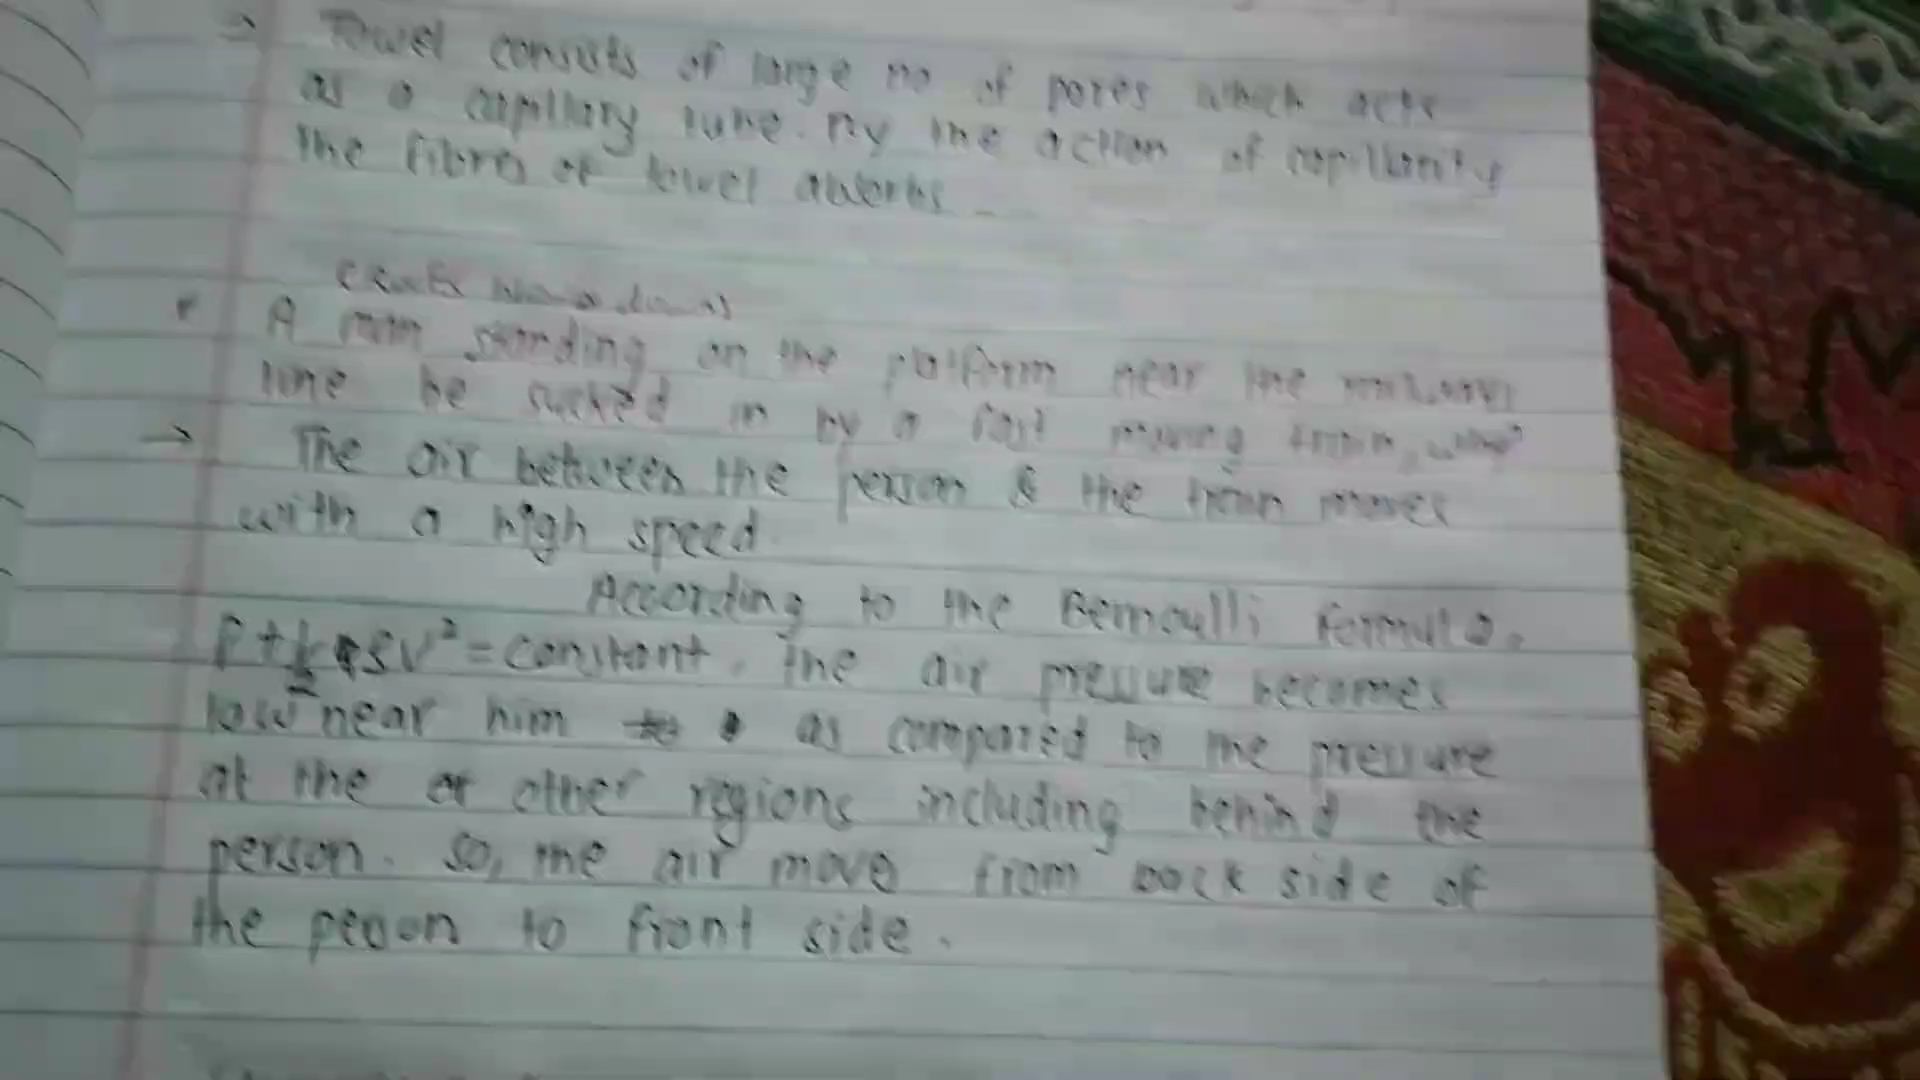 → Towel consists of large no of pores which acts
as a capillary tube. By the action of capillarity
the fibres of towel absorbs
A man standing on the platform near the railway
line be sucked in by a fast moving train, why?
→ The air between the person & the train moves
with a high speed.
According to the Bernoulli formula,
P + 1/2 ρv² = constant, the air pressure becomes
low near him as compared to the pressure
at the other regions including behind the
person. So, the air move from back side of
the peron to front side.